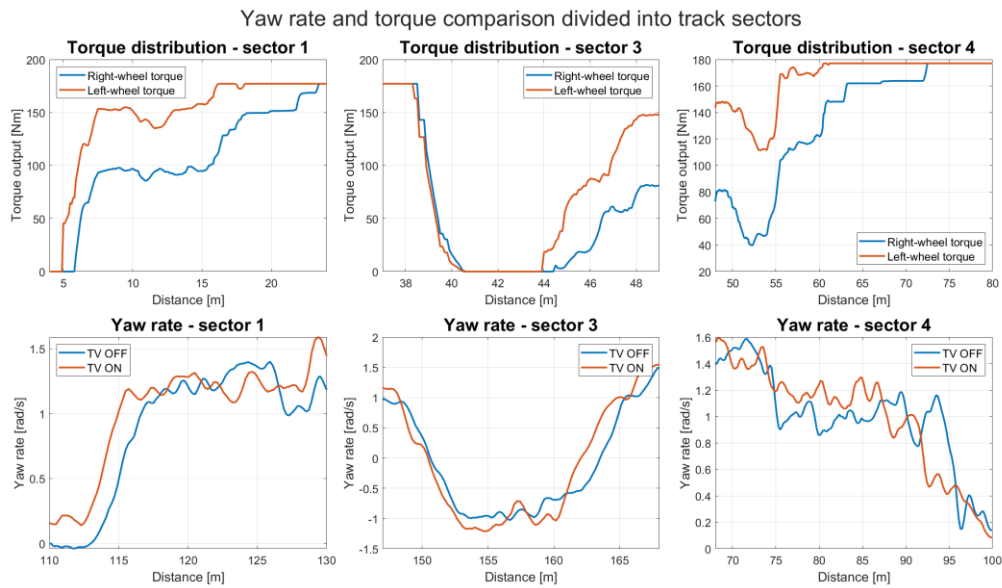 Yaw rate and torque comparison divided into track sectors
Torque distribution - sector 1
Torque output [Nm]
200
150
100
50
0
Right-wheel torque
Left-wheel torque
5 10 15 20
Distance [m]
Torque distribution - sector 3
Torque output [Nm]
200
150
100
50
0
Right-wheel torque
Left-wheel torque
38 40 42 44 46 48
Distance [m]
Torque distribution - sector 4
Torque output [Nm]
180
160
140
120
100
80
60
40
20
Right-wheel torque
Left-wheel torque
50 55 60 65 70 75 80
Distance [m]
Yaw rate - sector 1
Yaw rate [rad/s]
1.5
1
0.5
0
TV OFF
TV ON
110 115 120 125 130
Distance [m]
Yaw rate - sector 3
Yaw rate [rad/s]
2
1.5
1
0.5
0
-0.5
-1
-1.5
TV OFF
TV ON
150 155 160 165
Distance [m]
Yaw rate - sector 4
Yaw rate [rad/s]
1.6
1.4
1.2
1
0.8
0.6
0.4
0.2
0
TV OFF
TV ON
70 75 80 85 90 95 100
Distance [m]